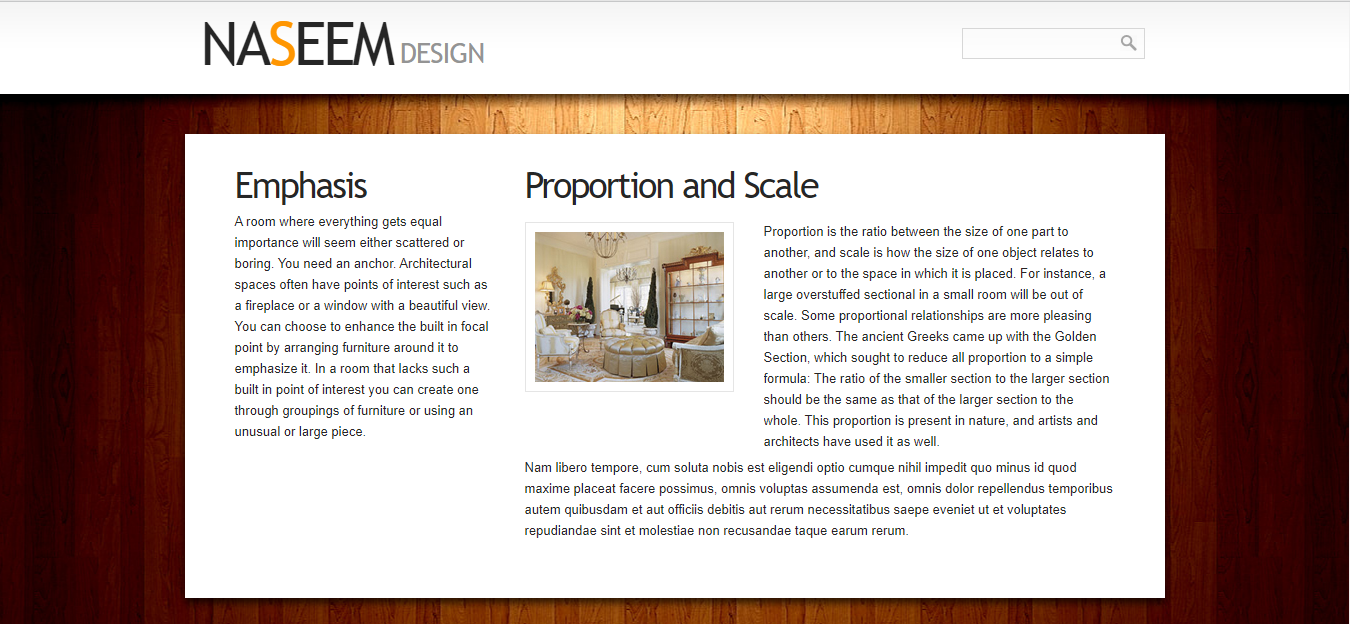 NASEEM DESIGN
Emphasis
A room where everything gets equal
importance will seem either scattered or
boring. You need an anchor. Architectural
spaces often have points of interest such as
a fireplace or a window with a beautiful view.
You can choose to enhance the built in focal
point by arranging furniture around it to
emphasize it. In a room that lacks such a
built in point of interest you can create one
through groupings of furniture or using an
unusual or large piece.
Proportion and Scale
Proportion is the ratio between the size of one part to
another, and scale is how the size of one object relates to
another or to the space in which it is placed. For instance, a
large overstuffed sectional in a small room will be out of
scale. Some proportional relationships are more pleasing
than others. The ancient Greeks came up with the Golden
Section, which sought to reduce all proportion to a simple
formula: The ratio of the smaller section to the larger section
should be the same as that of the larger section to the
whole. This proportion is present in nature, and artists and
architects have used it as well.
Nam libero tempore, cum soluta nobis est eligendi optio cumque nihil impedit quo minus id quod
maxime placeat facere possimus, omnis voluptas assumenda est, omnis dolor repellendus temporibus
autem quibusdam et aut officiis debitis aut rerum necessitatibus saepe eveniet ut et voluptates
repudiandae sint et molestiae non recusandae taque earum rerum.